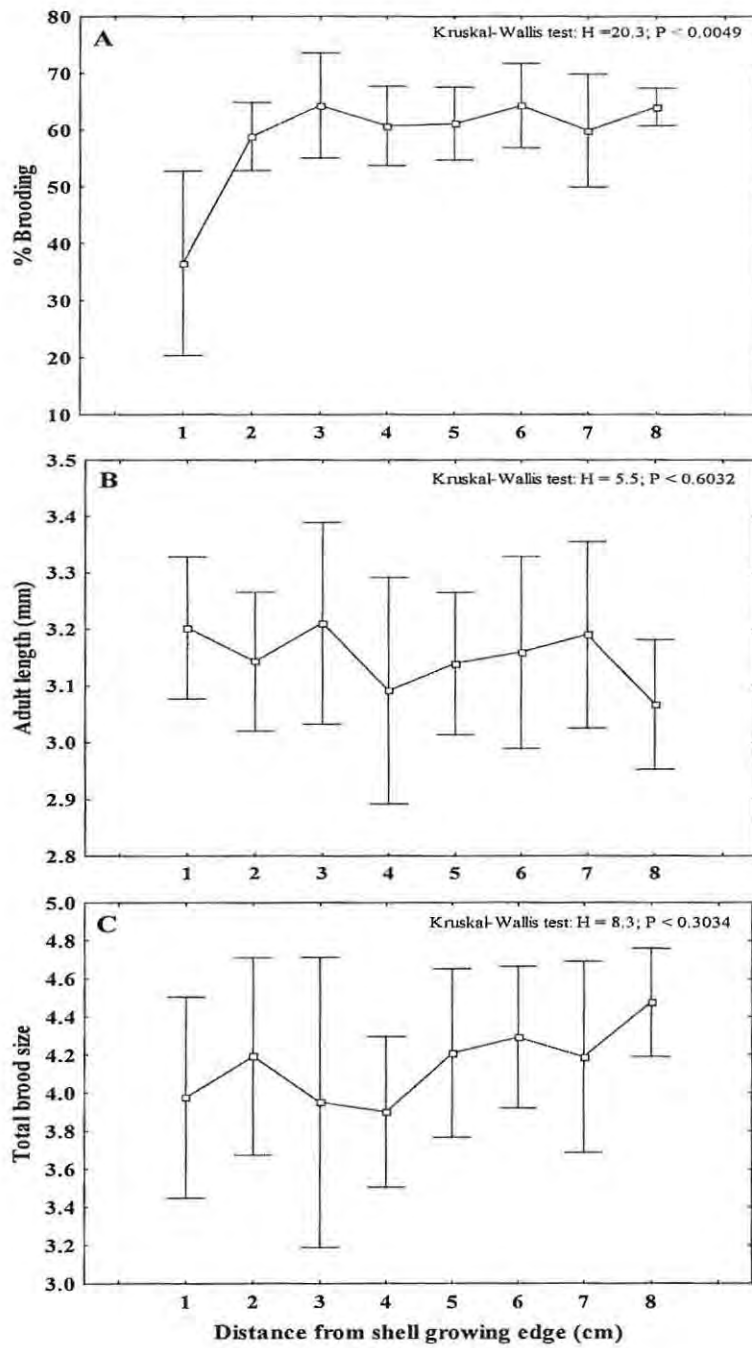 A
Kruskal-Wallis test: H =20.3; P < 0.0049
80
70
60
50
40
30
20
10
% Brooding
1 2 3 4 5 6 7 8
B
Kruskal-Wallis test: H = 5.5; P < 0.6032
3.5
3.4
3.3
3.2
3.1
3.0
2.9
2.8
Adult length (mm)
1 2 3 4 5 6 7 8
C
Kruskal-Wallis test: H = 8.3; P < 0.3034
5.0
4.8
4.6
4.4
4.2
4.0
3.8
3.6
3.4
3.2
3.0
Total brood size
1 2 3 4 5 6 7 8
Distance from shell growing edge (cm)